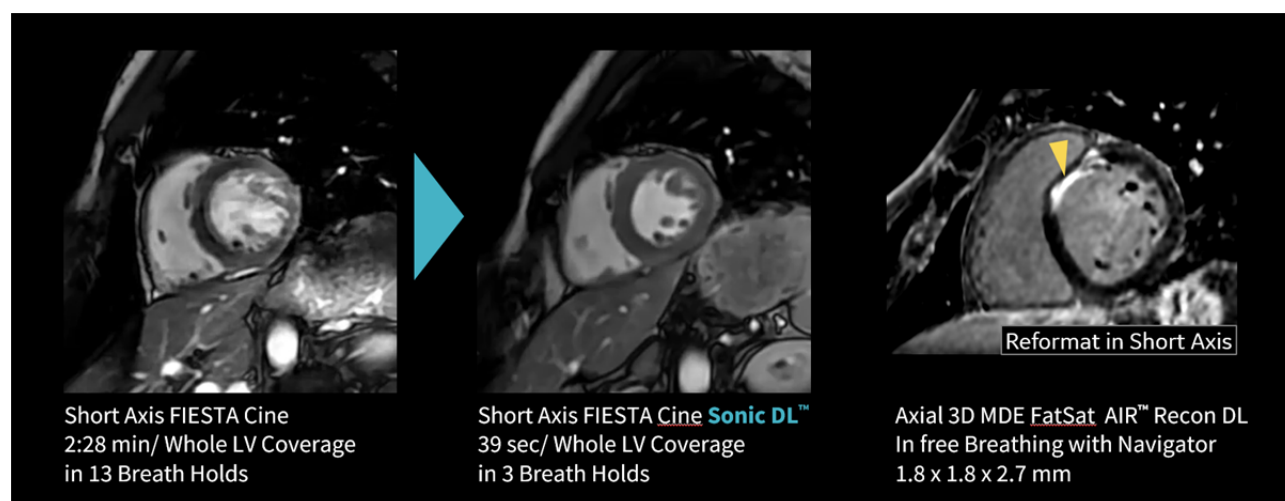 Reformat in Short Axis
Short Axis FIESTA Cine
2:28 min/ Whole LV Coverage
in 13 Breath Holds
Short Axis FIESTA Cine Sonic DL™
39 sec/ Whole LV Coverage
in 3 Breath Holds
Axial 3D MDE FatSat AIR™ Recon DL
In free Breathing with Navigator
1.8 x 1.8 x 2.7 mm